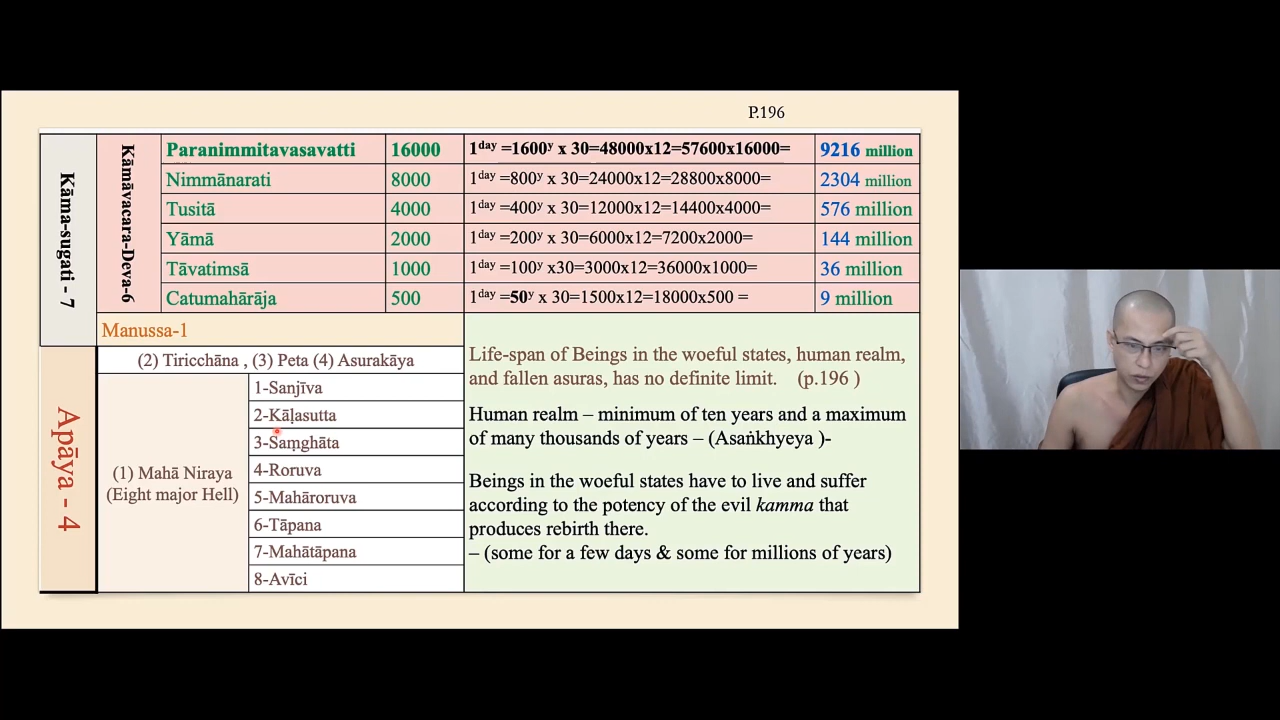 P.196
Kāma-sugati - 7
Kāmāvacara-Deva-6
Paranimmitavasavatti 16000 1day =1600y x 30=48000x12=57600x16000= 9216 million
Nimmānarati 8000 1day =800y x 30=24000x12=28800x8000= 2304 million
Tusitā 4000 1day =400y x 30=12000x12=14400x4000= 576 million
Yāmā 2000 1day =200y x 30=6000x12=7200x2000= 144 million
Tāvatimsā 1000 1day =100y x30=3000x12=36000x1000= 36 million
Catumahārāja 500 1day =50y x 30=1500x12=18000x500 = 9 million
Manussa-1
Apāya - 4
(2) Tiricchāna , (3) Peta (4) Asurakāya
(1) Mahā Niraya
(Eight major Hell)
1-Sanjīva
2-Kāḷasutta
3-Saṃghāta
4-Roruva
5-Mahāroruva
6-Tāpana
7-Mahātāpana
8-Avīci
Life-span of Beings in the woeful states, human realm,
and fallen asuras, has no definite limit. (p.196 )
Human realm – minimum of ten years and a maximum
of many thousands of years – (Asaṅkhyeya )-
Beings in the woeful states have to live and suffer
according to the potency of the evil kamma that
produces rebirth there.
– (some for a few days & some for millions of years)